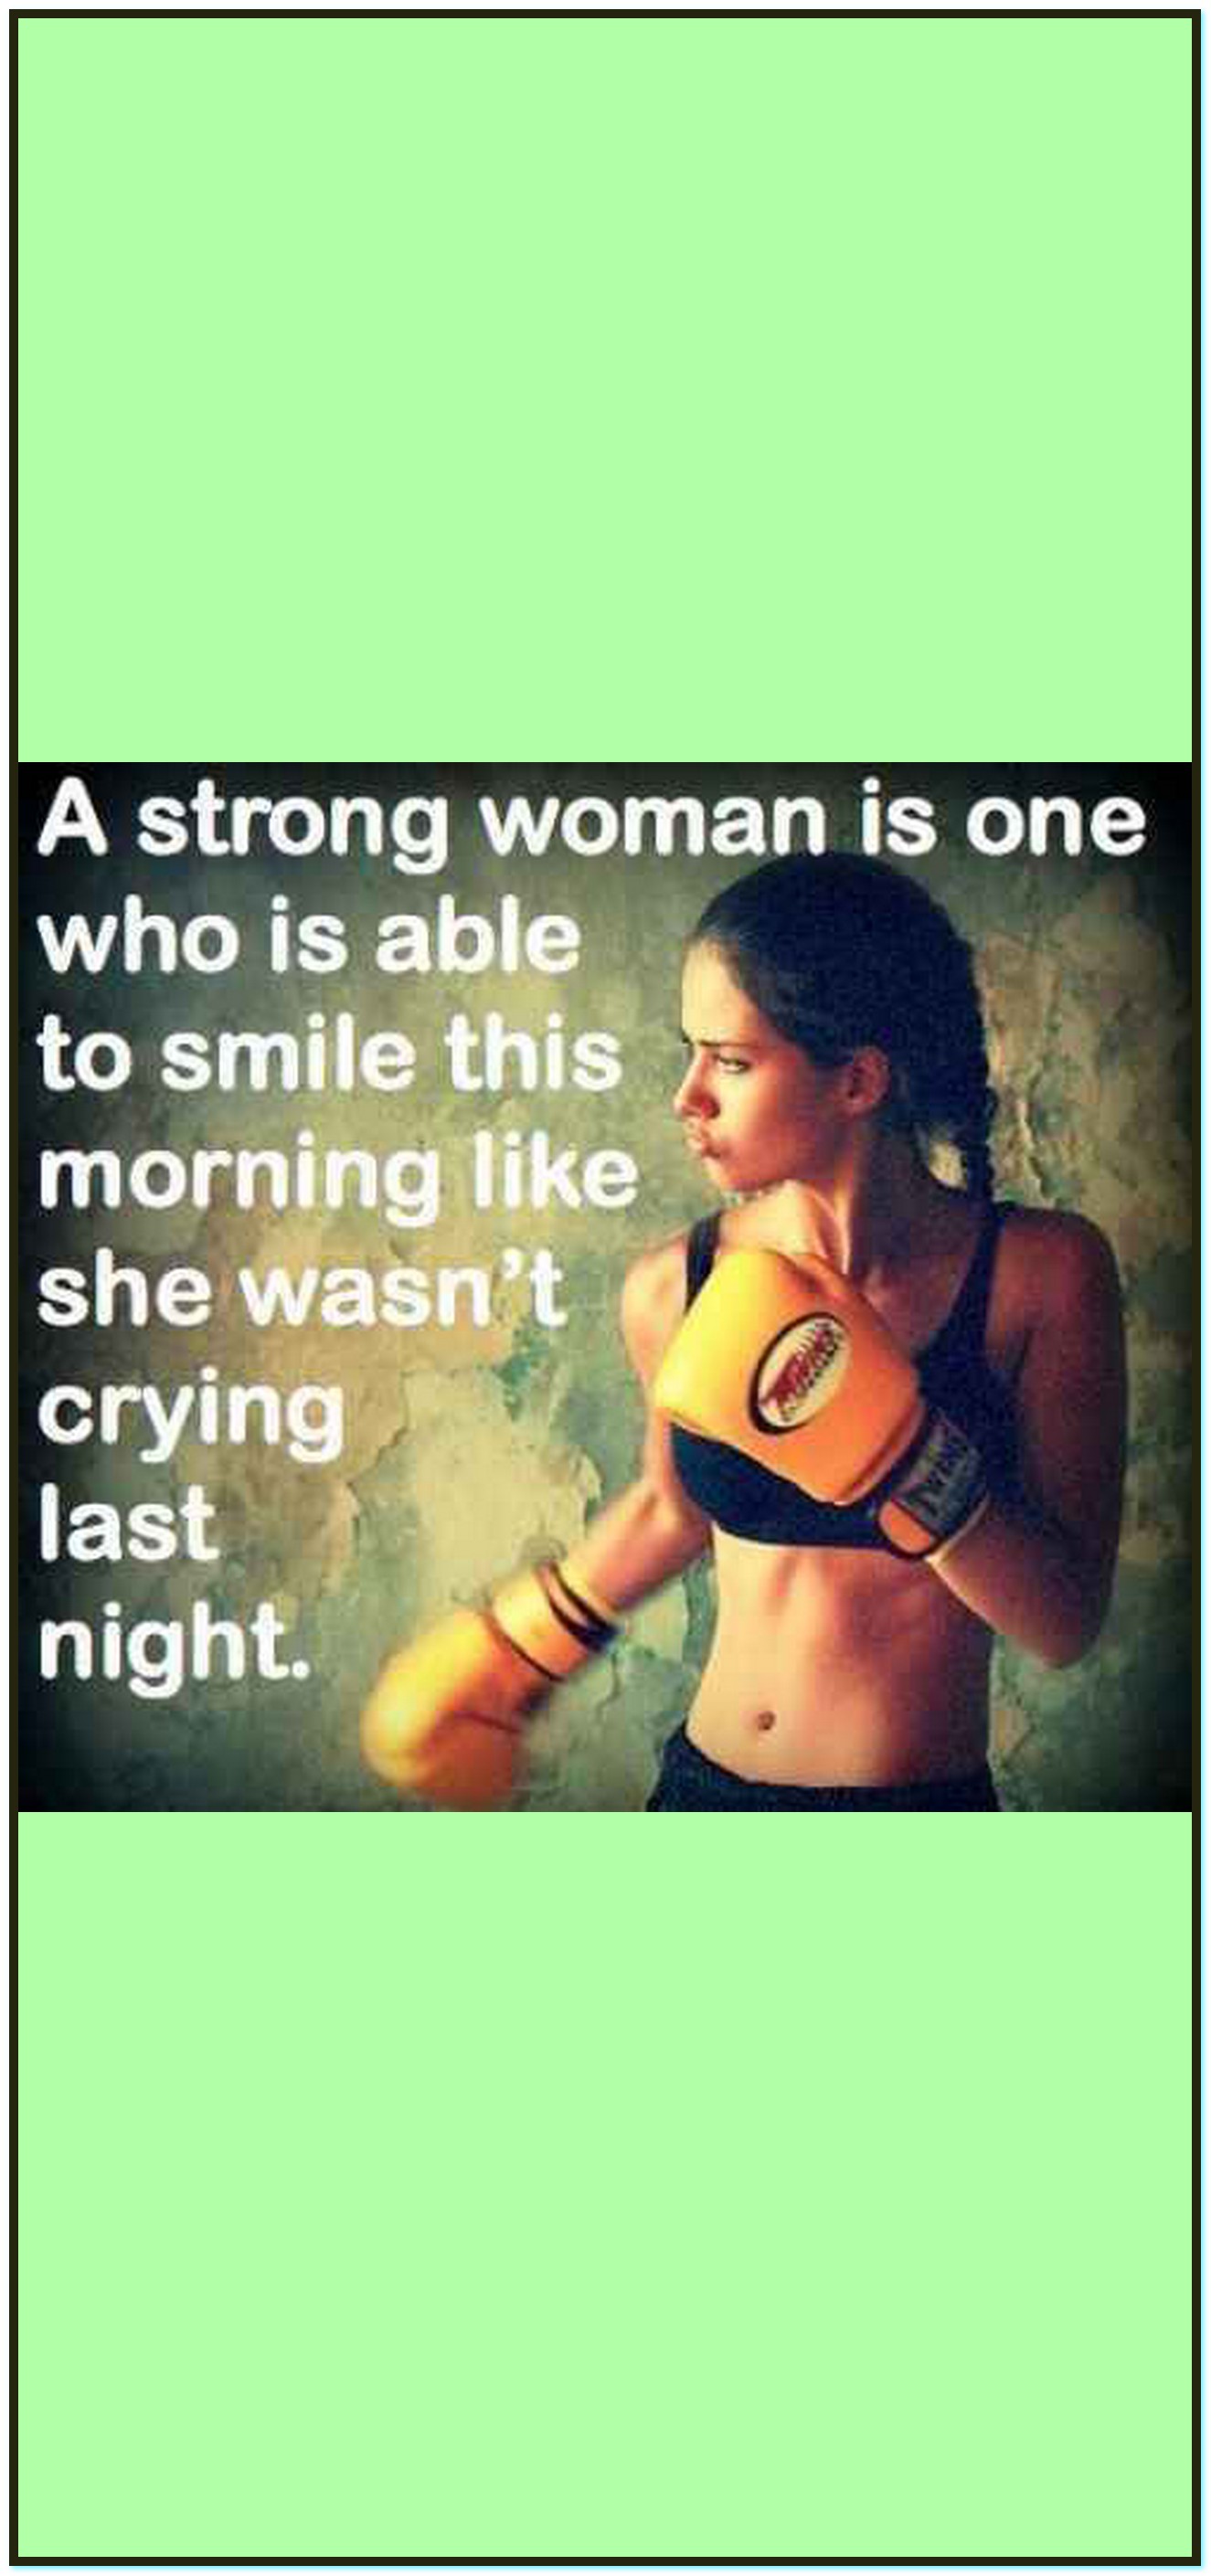 A strong woman is one
who is able
to smile this
morning like
she wasn't
crying
last
night.